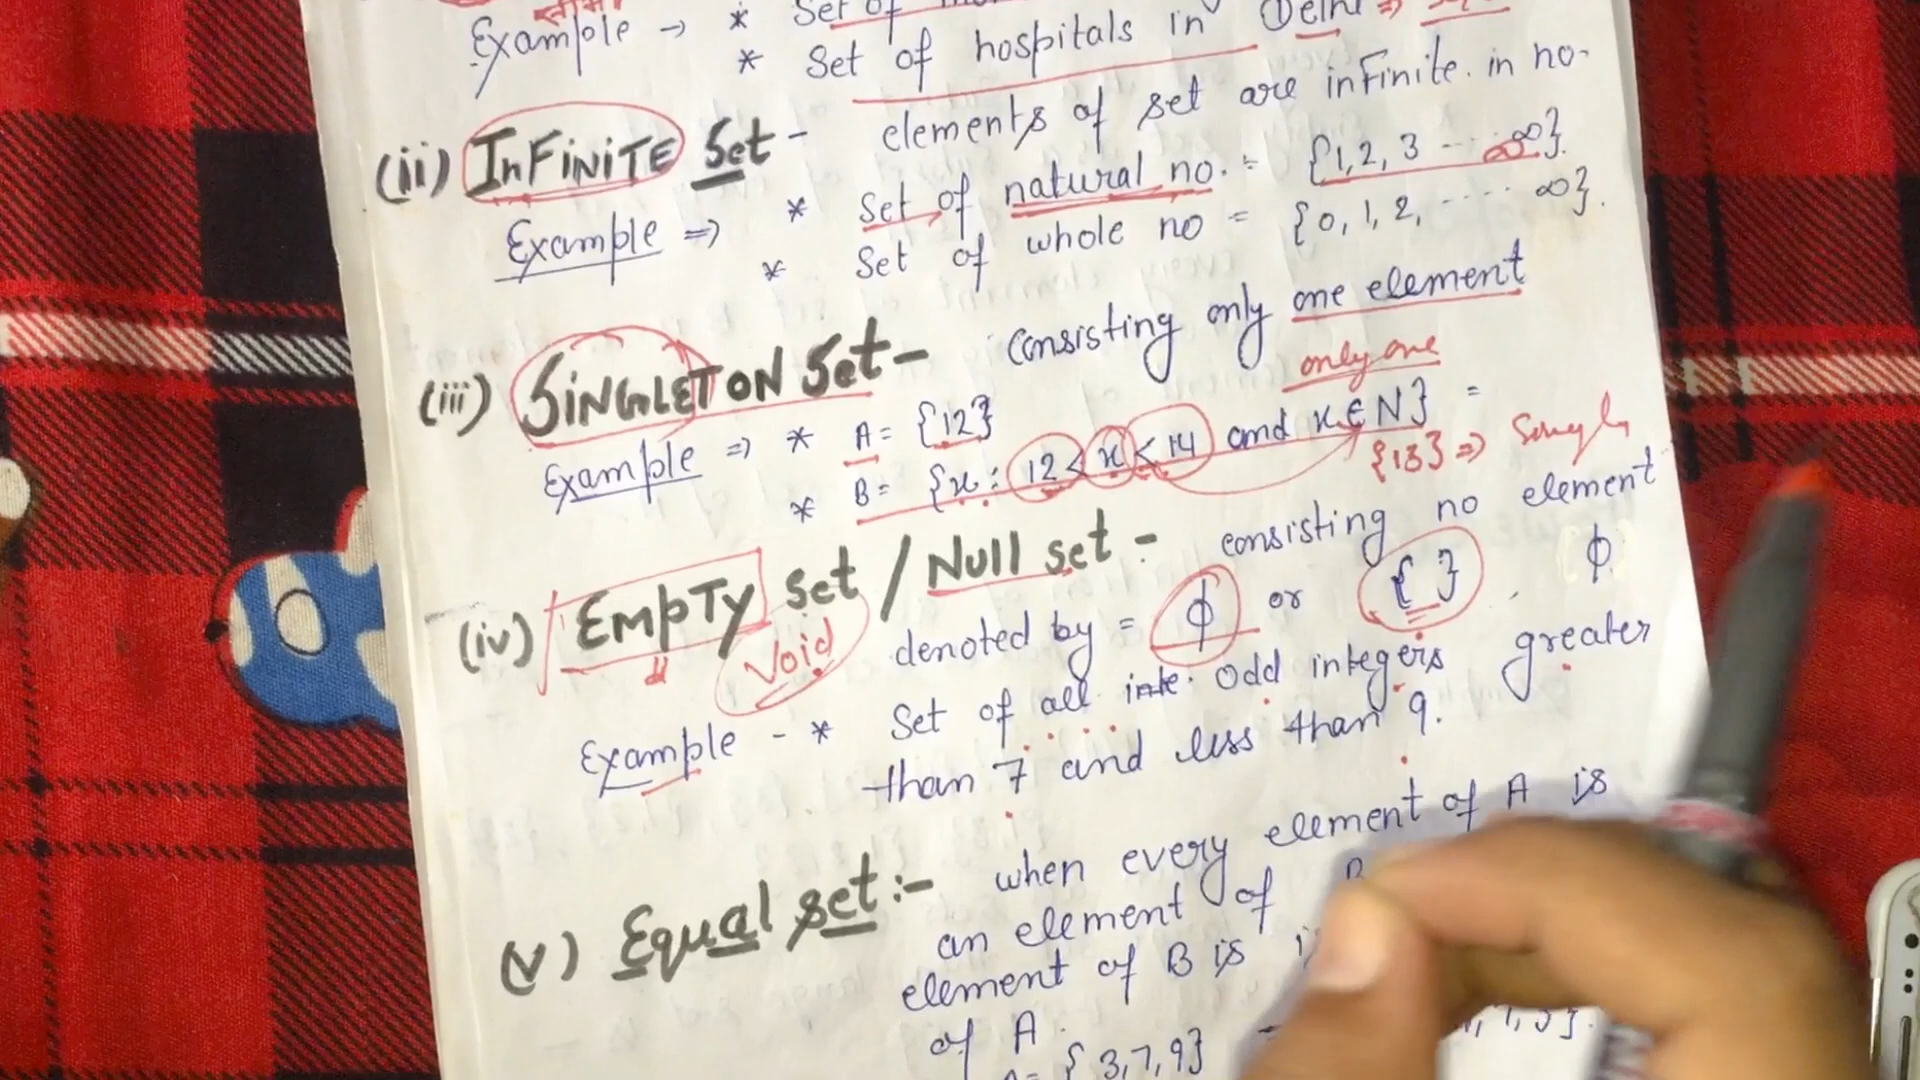 Example → * Set of
* Set of hospitals in Delhi ⇒
(ii) InFiNiTE Set - elements of set are infinite in no.
Example ⇒ * Set of natural no. = {1,2,3 -- ∞}.
* Set of whole no = {0, 1, 2, ---- ∞}.
(iii) SiNGLETON Set - Consisting only one element
only one
Example ⇒ * A = {12}
* B = {x : 12 < x < 14 and x ∈ N} =
{13} ⇒
(iv) EMPTY Set / Null set - consisting no element
Void
denoted by = ϕ or { } . ϕ
Example - * Set of all odd integers greater
than 7 and less than 9.
(v) Equal set :- when every element of A is
an element of B
element of B is
of A.
A = {3,7,9}